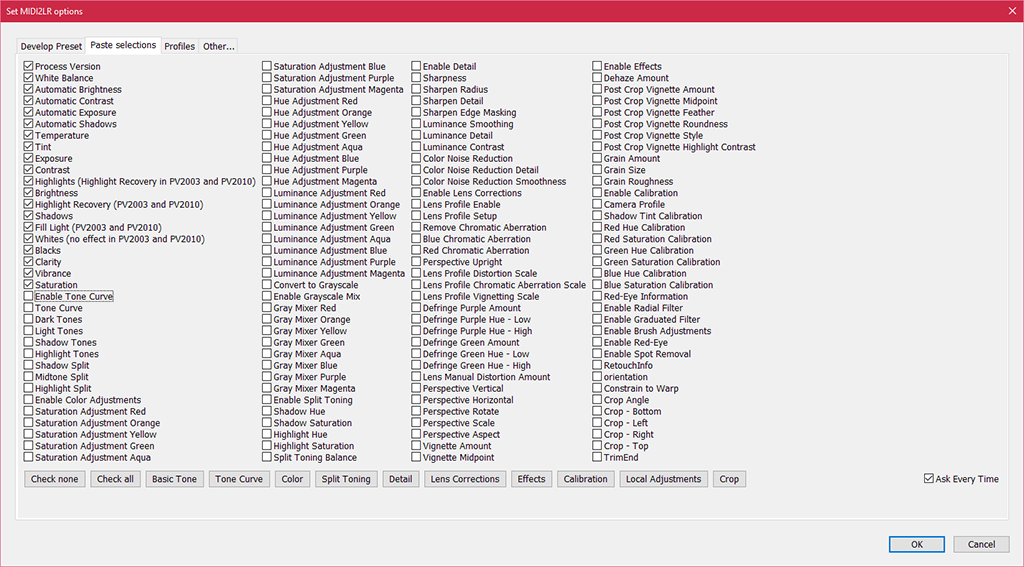 Set MIDI2LR options
Develop Preset
Paste selections
Profiles
Other...
Process Version
White Balance
Automatic Brightness
Automatic Contrast
Automatic Exposure
Automatic Shadows
Temperature
Tint
Exposure
Contrast
Highlights (Highlight Recovery in PV2003 and PV2010)
Brightness
Highlight Recovery (PV2003 and PV2010)
Shadows
Fill Light (PV2003 and PV2010)
Whites (no effect in PV2003 and PV2010)
Blacks
Clarity
Vibrance
Saturation
Enable Tone Curve
Tone Curve
Dark Tones
Light Tones
Shadow Tones
Highlight Tones
Shadow Split
Midtone Split
Highlight Split
Enable Color Adjustments
Saturation Adjustment Red
Saturation Adjustment Orange
Saturation Adjustment Yellow
Saturation Adjustment Green
Saturation Adjustment Aqua
Saturation Adjustment Blue
Saturation Adjustment Purple
Saturation Adjustment Magenta
Hue Adjustment Red
Hue Adjustment Orange
Hue Adjustment Yellow
Hue Adjustment Green
Hue Adjustment Aqua
Hue Adjustment Blue
Hue Adjustment Purple
Hue Adjustment Magenta
Luminance Adjustment Red
Luminance Adjustment Orange
Luminance Adjustment Yellow
Luminance Adjustment Green
Luminance Adjustment Aqua
Luminance Adjustment Blue
Luminance Adjustment Purple
Luminance Adjustment Magenta
Convert to Grayscale
Enable Grayscale Mix
Gray Mixer Red
Gray Mixer Orange
Gray Mixer Yellow
Gray Mixer Green
Gray Mixer Aqua
Gray Mixer Blue
Gray Mixer Purple
Gray Mixer Magenta
Enable Split Toning
Shadow Hue
Shadow Saturation
Highlight Hue
Highlight Saturation
Split Toning Balance
Enable Detail
Sharpness
Sharpen Radius
Sharpen Detail
Sharpen Edge Masking
Luminance Smoothing
Luminance Detail
Luminance Contrast
Color Noise Reduction
Color Noise Reduction Detail
Color Noise Reduction Smoothness
Enable Lens Corrections
Lens Profile Enable
Lens Profile Setup
Remove Chromatic Aberration
Blue Chromatic Aberration
Red Chromatic Aberration
Perspective Upright
Lens Profile Distortion Scale
Lens Profile Chromatic Aberration Scale
Lens Profile Vignetting Scale
Defringe Purple Amount
Defringe Purple Hue - Low
Defringe Purple Hue - High
Defringe Green Amount
Defringe Green Hue - Low
Defringe Green Hue - High
Lens Manual Distortion Amount
Perspective Vertical
Perspective Horizontal
Perspective Rotate
Perspective Scale
Perspective Aspect
Vignette Amount
Vignette Midpoint
Enable Effects
Dehaze Amount
Post Crop Vignette Amount
Post Crop Vignette Midpoint
Post Crop Vignette Feather
Post Crop Vignette Roundness
Post Crop Vignette Style
Post Crop Vignette Highlight Contrast
Grain Amount
Grain Size
Grain Roughness
Enable Calibration
Camera Profile
Shadow Tint Calibration
Red Hue Calibration
Red Saturation Calibration
Green Hue Calibration
Green Saturation Calibration
Blue Hue Calibration
Blue Saturation Calibration
Red-Eye Information
Enable Radial Filter
Enable Graduated Filter
Enable Brush Adjustments
Enable Red-Eye
Enable Spot Removal
RetouchInfo
orientation
Constrain to Warp
Crop Angle
Crop - Bottom
Crop - Left
Crop - Right
Crop - Top
TrimEnd
Check none
Check all
Basic Tone
Tone Curve
Color
Split Toning
Detail
Lens Corrections
Effects
Calibration
Local Adjustments
Crop
Ask Every Time
OK
Cancel